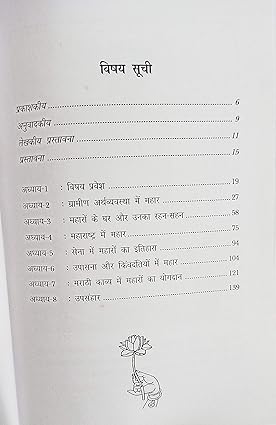 विषय सूची
प्रकाशकीय ........ 6
अनुवादकीय ........ 9
लेखकीय प्रस्तावना ........ 11
प्रस्तावना ........ 15
अध्याय-1 : विषय प्रवेश ........ 19
अध्याय-2 : ग्रामीण अर्थव्यवस्था में महार ........ 27
अध्याय-3 : महारों के घर और उनका रहन-सहन ........ 58
अध्याय-4 : महाराष्ट्र में महार ........ 75
अध्याय-5 : सेना में महारों का इतिहास ........ 94
अध्याय-6 : उपासना और किंवदंतियों में महार ........ 104
अध्याय-7 : मराठी काव्य में महारों का योगदान ........ 121
अध्याय-8 : उपसंहार ........ 139